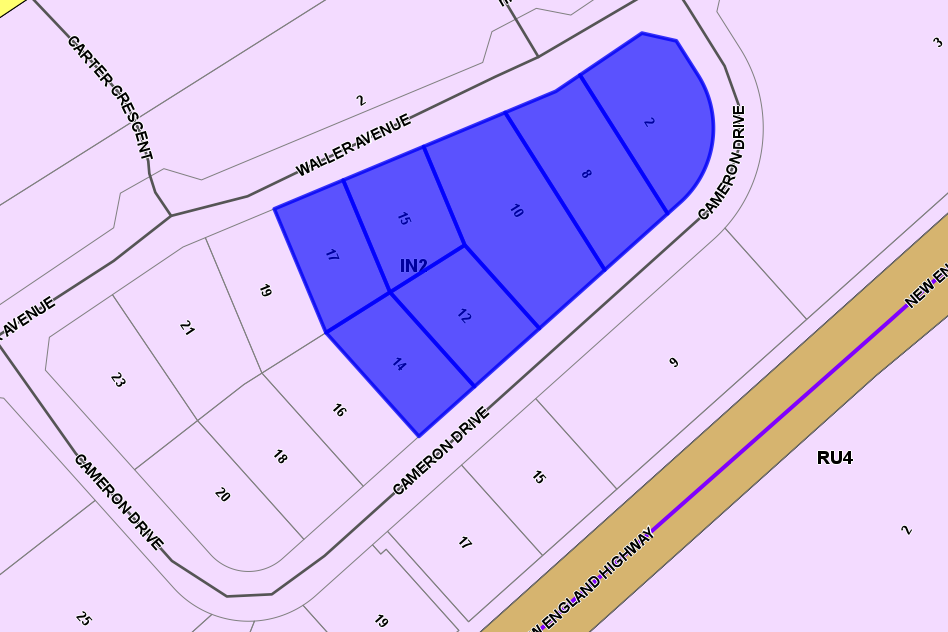 CARTER CRESCENT
2
3
WALLER AVENUE
2
CAMERON DRIVE
8
10
15
17
IN2
19
12
AVENUE
21
14
23
16
9
NEW EN
18
CAMERON DRIVE
CAMERON DRIVE
20
15
17
RU4
2
W ENGLAND HIGHWAY
25
19